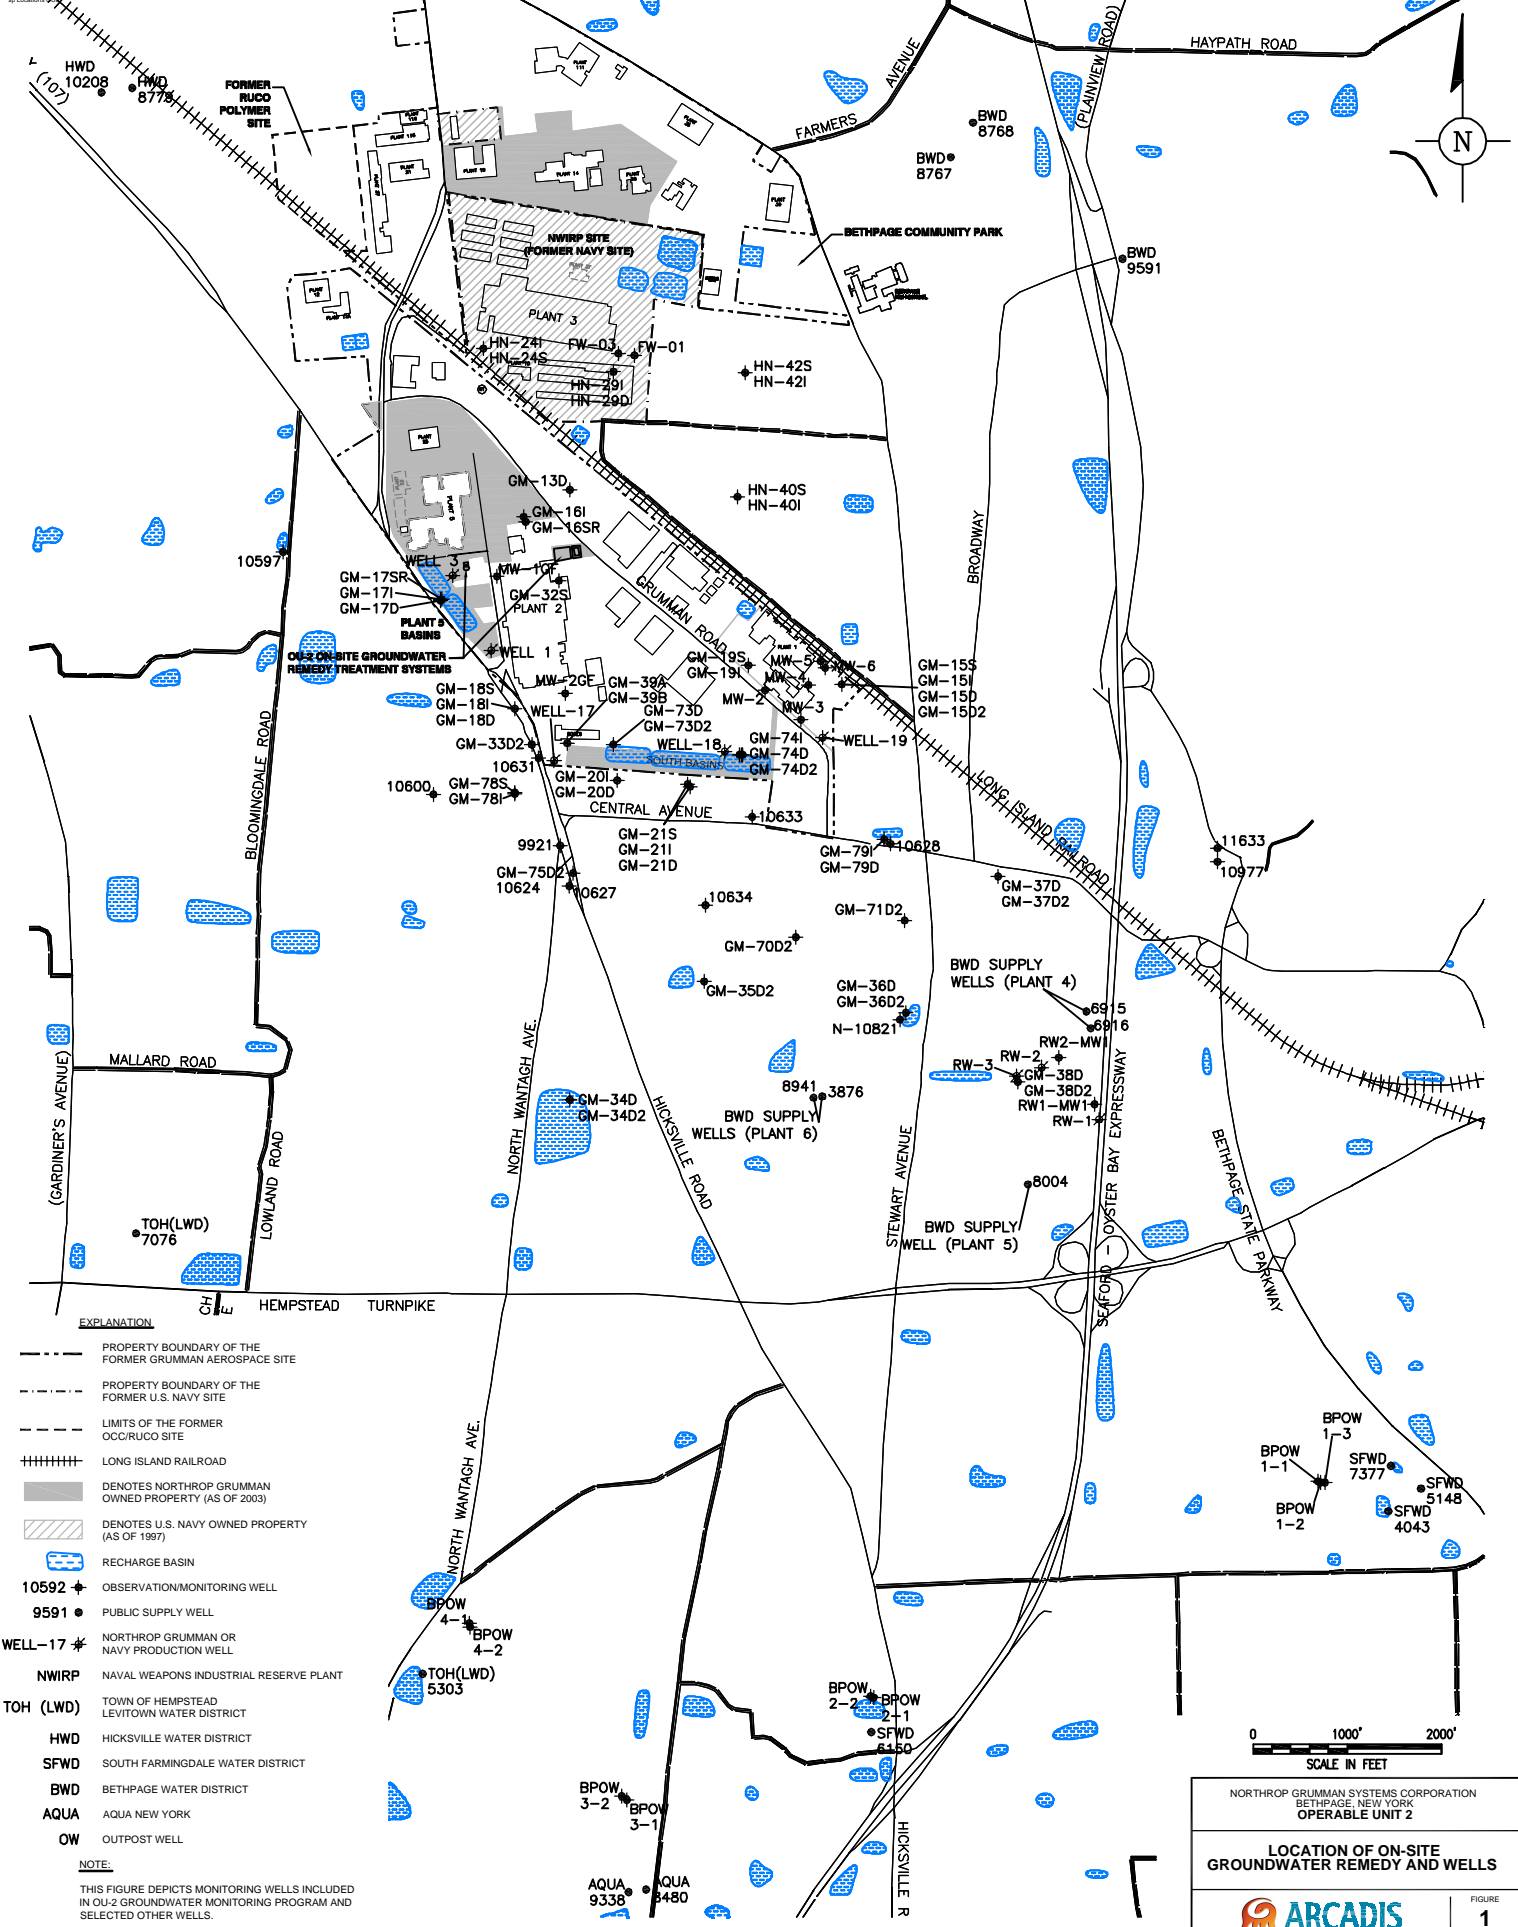 HAYPATH ROAD
(PLAINVIEW ROAD)
FARMERS AVENUE
N
HWD
10208
HWD
8779
(107)
FORMER
RUCO
POLYMER
SITE
BWD
8768
BWD
8767
BWD
9591
BETHPAGE COMMUNITY PARK
NWIRP SITE
(FORMER NAVY SITE)
PLANT 3
HN-24I
HN-24S
FW-03
FW-01
HN-29I
HN-29D
HN-42S
HN-42I
HN-40S
HN-40I
GM-13D
GM-16I
GM-16SR
PLANT 5
10597
WELL 3
MW-1GF
GM-17SR
GM-17I
GM-17D
GM-32S
PLANT 2
PLANT 5
BASINS
OU-2 ON-SITE GROUNDWATER
REMEDY TREATMENT SYSTEMS
WELL 1
GRUMMAN ROAD
BROADWAY
GM-19S
GM-19I
MW-5
MW-6
MW-4
MW-2
MW-3
GM-15S
GM-15I
GM-15D
GM-15D2
MW-2GF
GM-39A
GM-39B
GM-18S
GM-18I
GM-18D
WELL-17
GM-73D
GM-73D2
WELL-18
GM-74I
GM-74D
GM-74D2
WELL-19
GM-33D2
10631
SOUTH BASINS
GM-20I
GM-20D
10600
GM-78S
GM-78I
CENTRAL AVENUE
10633
GM-21S
GM-21I
GM-21D
9921
GM-75D2
10624
10627
10628
GM-79I
GM-79D
LONG ISLAND RAILROAD
GM-37D
GM-37D2
11633
10977
10634
GM-71D2
GM-70D2
GM-35D2
GM-36D
GM-36D2
N-10821
BWD SUPPLY
WELLS (PLANT 4)
6915
6916
RW2-MW1
RW-2
RW-3
GM-38D
GM-38D2
RW1-MW1
RW-1
8941
3876
BWD SUPPLY
WELLS (PLANT 6)
GM-34D
GM-34D2
8004
BWD SUPPLY
WELL (PLANT 5)
BLOOMINGDALE ROAD
MALLARD ROAD
(GARDINER'S AVENUE)
LOWLAND ROAD
NORTH WANTAGH AVE.
HICKSVILLE ROAD
STEWART AVENUE
SEAFORD - OYSTER BAY EXPRESSWAY
BETHPAGE STATE PARKWAY
TOH(LWD)
7076
HEMPSTEAD TURNPIKE
NORTH WANTAGH AVE.
BPOW
1-3
BPOW
1-1
BPOW
1-2
SFWD
7377
SFWD
5148
SFWD
4043
BPOW
4-1
BPOW
4-2
TOH(LWD)
5303
BPOW
2-2
BPOW
2-1
SFWD
6150
BPOW
3-2
BPOW
3-1
AQUA
9338
AQUA
8480
HICKSVILLE R
EXPLANATION
PROPERTY BOUNDARY OF THE
FORMER GRUMMAN AEROSPACE SITE
PROPERTY BOUNDARY OF THE
FORMER U.S. NAVY SITE
LIMITS OF THE FORMER
OCC/RUCO SITE
LONG ISLAND RAILROAD
DENOTES NORTHROP GRUMMAN
OWNED PROPERTY (AS OF 2003)
DENOTES U.S. NAVY OWNED PROPERTY
(AS OF 1997)
RECHARGE BASIN
10592 OBSERVATION/MONITORING WELL
9591 PUBLIC SUPPLY WELL
WELL-17 NORTHROP GRUMMAN OR
NAVY PRODUCTION WELL
NWIRP NAVAL WEAPONS INDUSTRIAL RESERVE PLANT
TOH (LWD) TOWN OF HEMPSTEAD
LEVITOWN WATER DISTRICT
HWD HICKSVILLE WATER DISTRICT
SFWD SOUTH FARMINGDALE WATER DISTRICT
BWD BETHPAGE WATER DISTRICT
AQUA AQUA NEW YORK
OW OUTPOST WELL
NOTE:
THIS FIGURE DEPICTS MONITORING WELLS INCLUDED
IN OU-2 GROUNDWATER MONITORING PROGRAM AND
SELECTED OTHER WELLS.
0 1000' 2000'
SCALE IN FEET
NORTHROP GRUMMAN SYSTEMS CORPORATION
BETHPAGE, NEW YORK
OPERABLE UNIT 2
LOCATION OF ON-SITE
GROUNDWATER REMEDY AND WELLS
ARCADIS
FIGURE
1